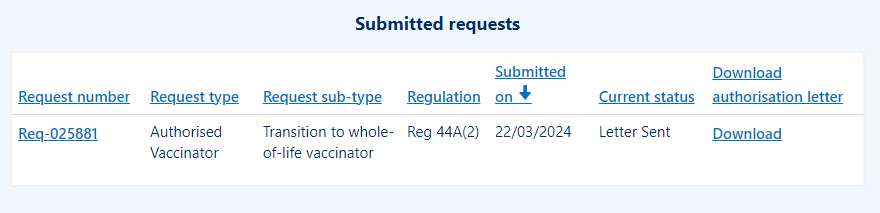 Submitted requests
Request number Request type Request sub-type Regulation Submitted on Current status Download authorisation letter
Req-025881 Authorised Vaccinator Transition to whole-of-life vaccinator Reg 44A(2) 22/03/2024 Letter Sent Download